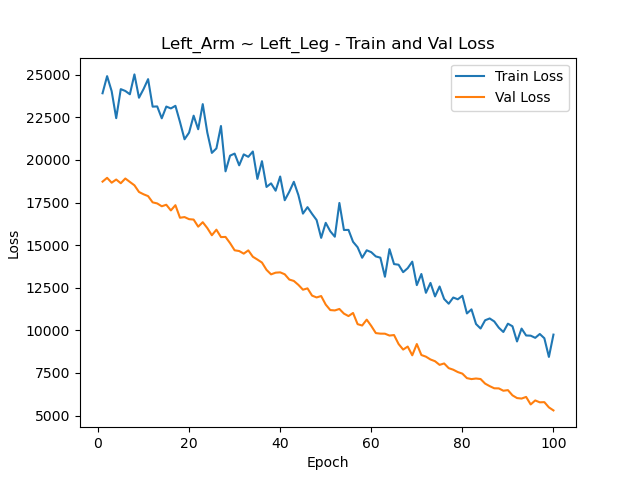 Left_Arm ~ Left_Leg - Train and Val Loss
Train Loss
Val Loss
25000
22500
20000
17500
15000
12500
10000
7500
5000
Loss
0 20 40 60 80 100
Epoch